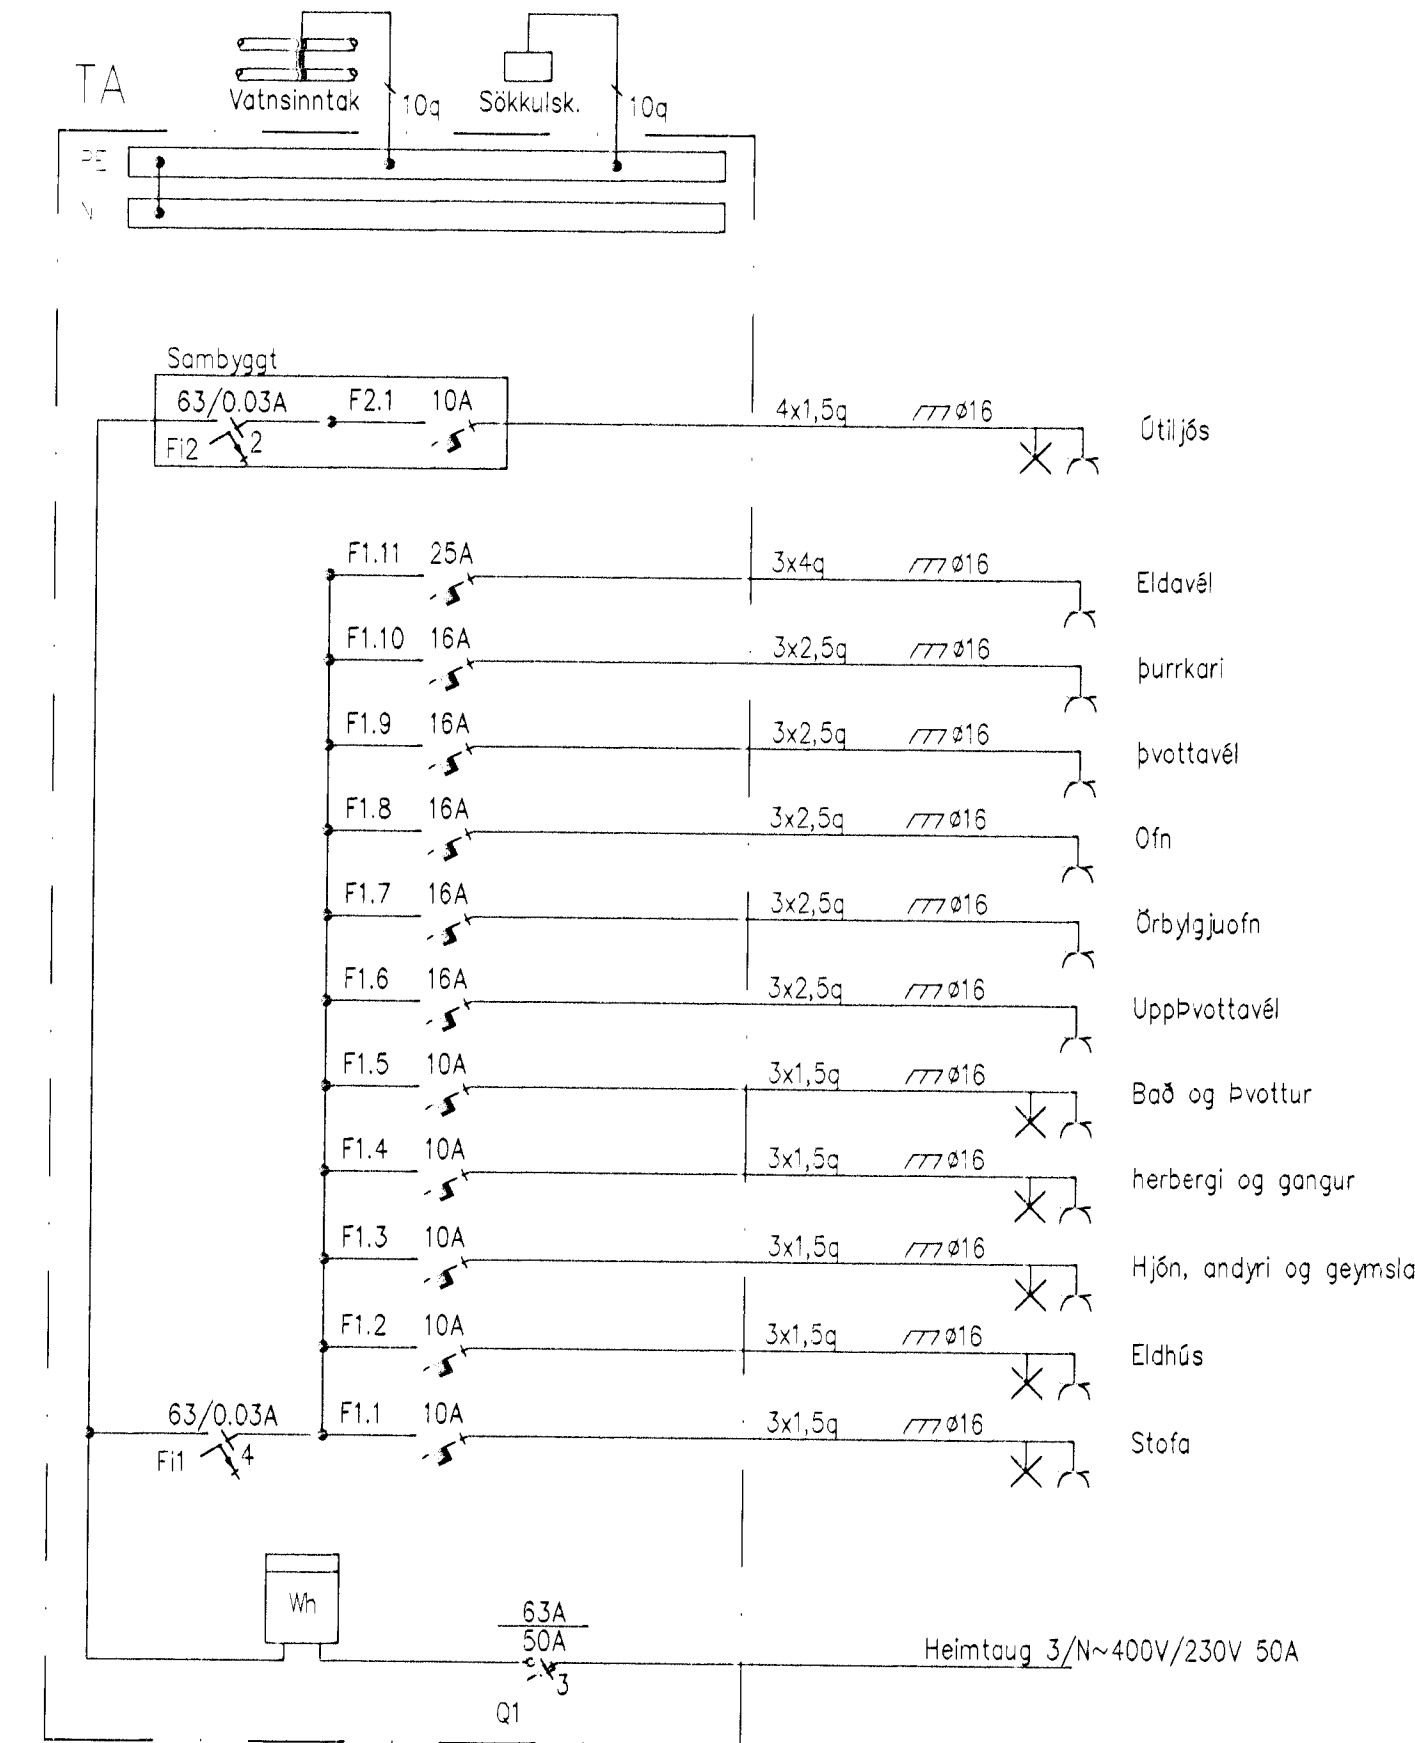 TA
Vatnsinntak 10q Sökkulsk. 10q
PE
N
Sambyggt
63/0.03A F2.1 10A 4x1,5q ø16 Útiljós
Fi2 2
F1.11 25A 3x4q ø16 Eldavél
F1.10 16A 3x2,5q ø16 þurrkari
F1.9 16A 3x2,5q ø16 þvottavél
F1.8 16A 3x2,5q ø16 Ofn
F1.7 16A 3x2,5q ø16 Örbylgjuofn
F1.6 16A 3x2,5q ø16 UppÞvottavél
F1.5 10A 3x1,5q ø16 Bað og Þvottur
F1.4 10A 3x1,5q ø16 herbergi og gangur
F1.3 10A 3x1,5q ø16 Hjón, andyri og geymsla
F1.2 10A 3x1,5q ø16 Eldhús
63/0.03A F1.1 10A 3x1,5q ø16 Stofa
Fi1 4
Wh
63A
50A
3
Heimtaug 3/N~400V/230V 50A
Q1